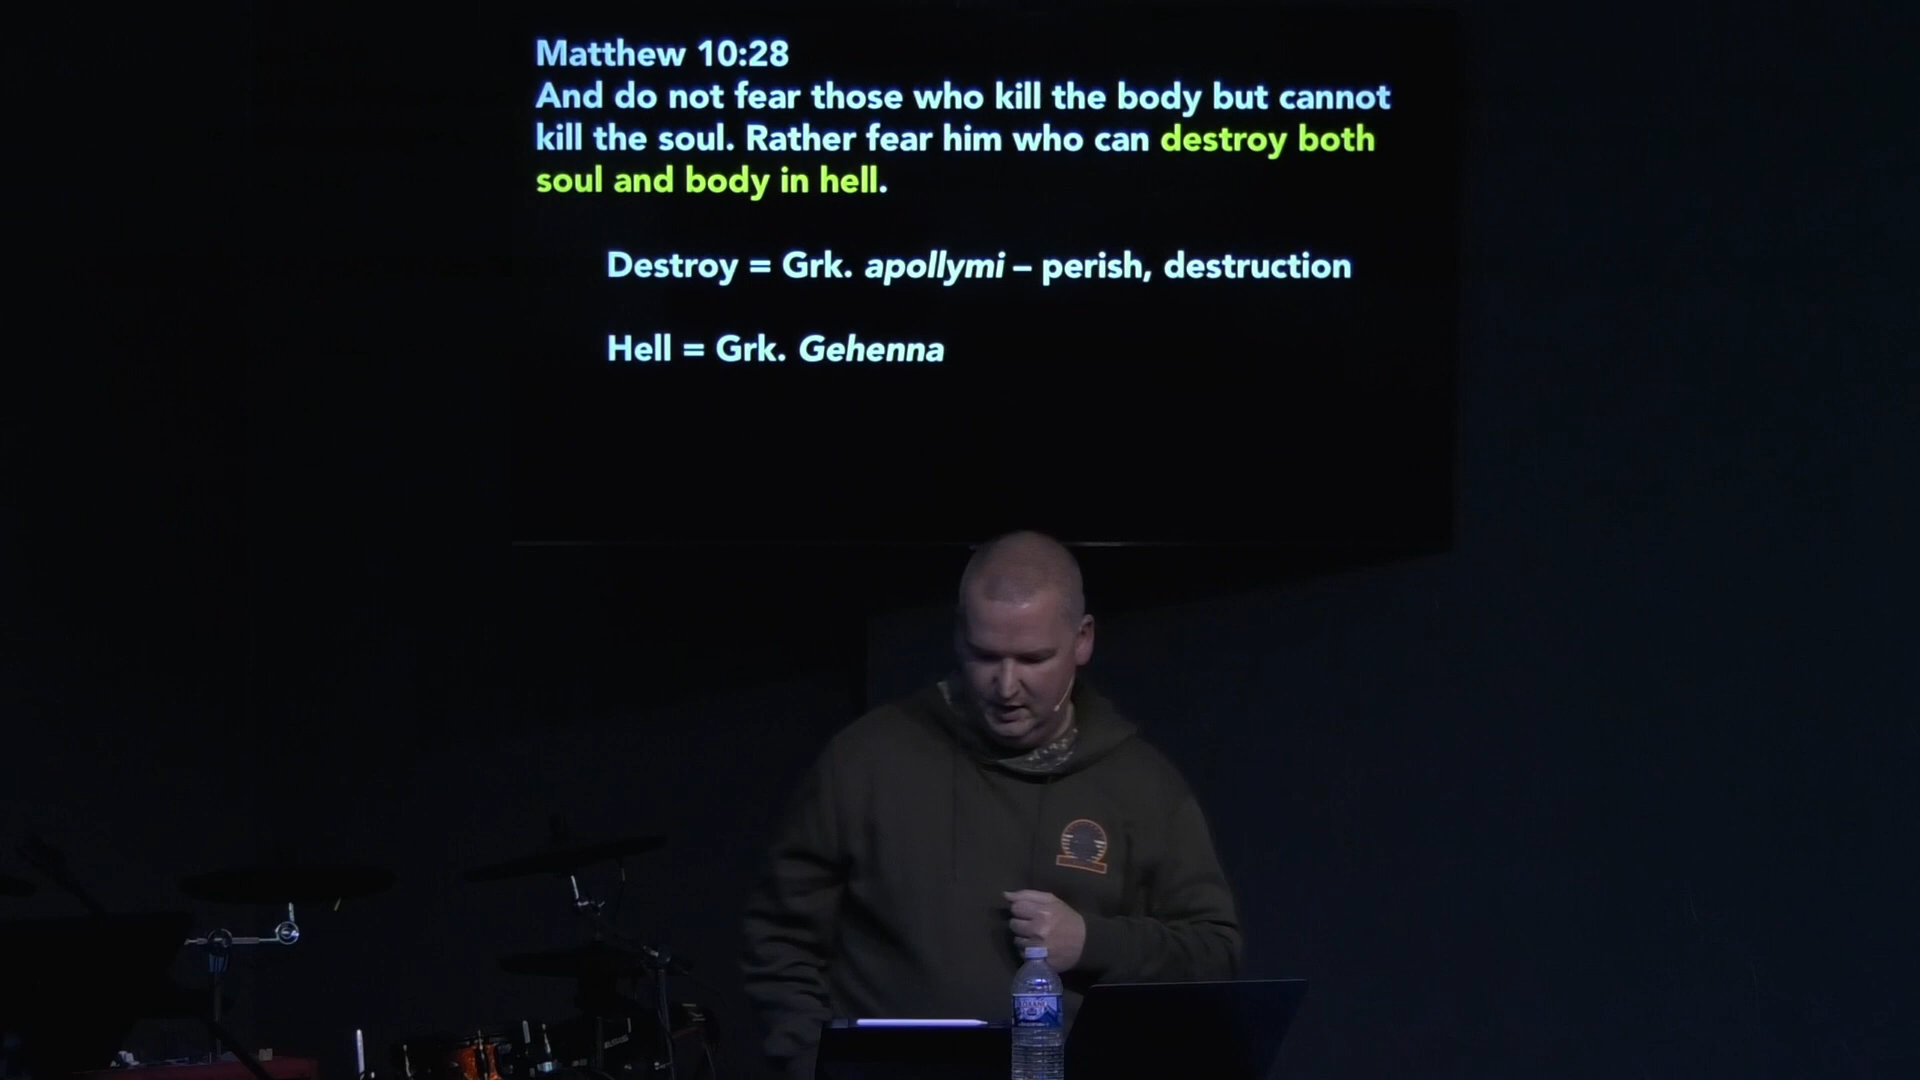 Matthew 10:28
And do not fear those who kill the body but cannot
kill the soul. Rather fear him who can destroy both
soul and body in hell.
Destroy = Grk. apollymi – perish, destruction
Hell = Grk. Gehenna